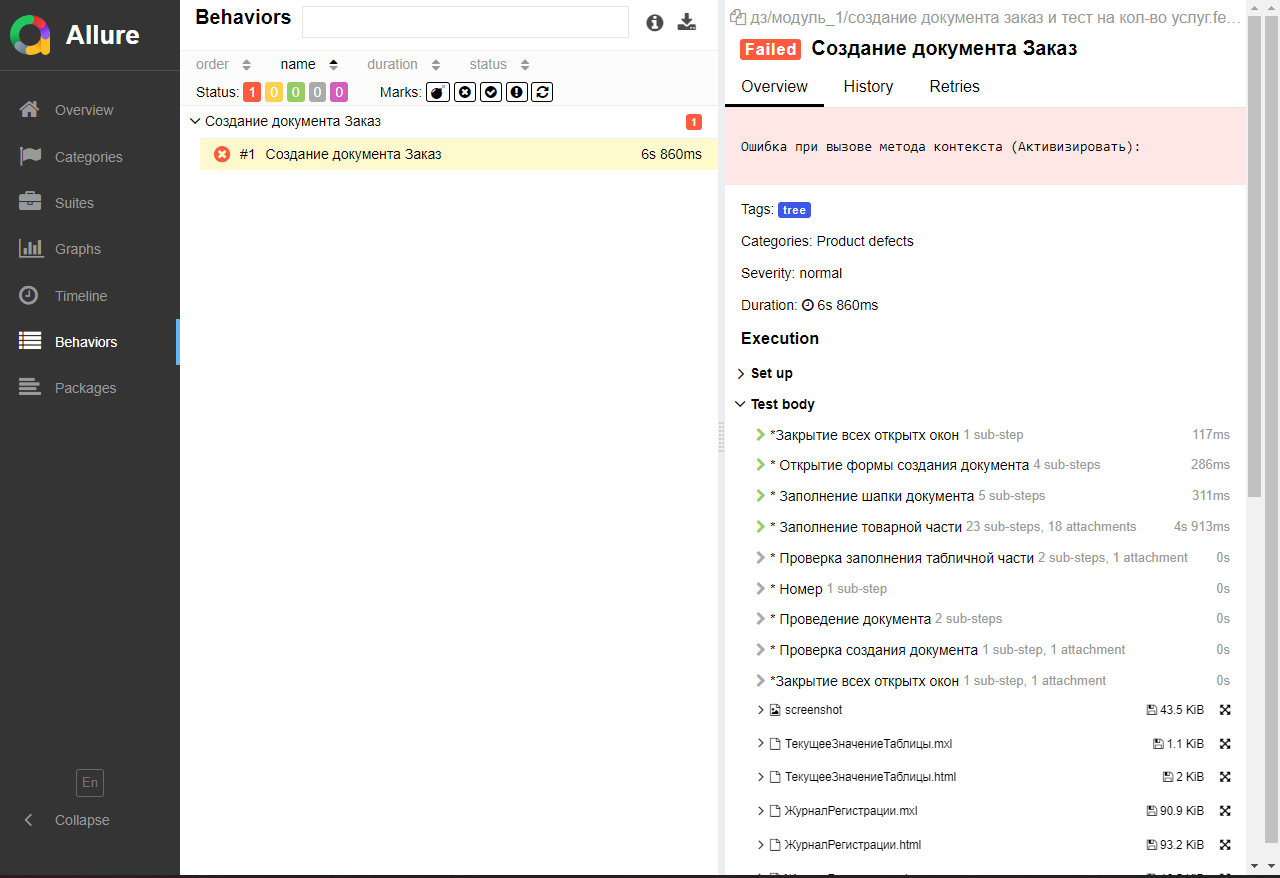 Allure
Overview
Categories
Suites
Graphs
Timeline
Behaviors
Packages
En
Collapse
Behaviors
order name duration status
Status: 1 0 0 0 0 Marks:
Создание документа Заказ 1
#1 Создание документа Заказ 6s 860ms
дз/модуль_1/создание документа заказ и тест на кол-во услуг.fe...
Failed Создание документа Заказ
Overview History Retries
Ошибка при вызове метода контекста (Активизировать):
Tags: tree
Categories: Product defects
Severity: normal
Duration: 6s 860ms
Execution
Set up
Test body
*Закрытие всех открытх окон 1 sub-step 117ms
* Открытие формы создания документа 4 sub-steps 286ms
* Заполнение шапки документа 5 sub-steps 311ms
* Заполнение товарной части 23 sub-steps, 18 attachments 4s 913ms
* Проверка заполнения табличной части 2 sub-steps, 1 attachment 0s
* Номер 1 sub-step 0s
* Проведение документа 2 sub-steps 0s
* Проверка создания документа 1 sub-step, 1 attachment 0s
*Закрытие всех открытх окон 1 sub-step, 1 attachment 0s
screenshot 43.5 KiB
ТекущееЗначениеТаблицы.mxl 1.1 KiB
ТекущееЗначениеТаблицы.html 2 KiB
ЖурналРегистрации.mxl 90.9 KiB
ЖурналРегистрации.html 93.2 KiB